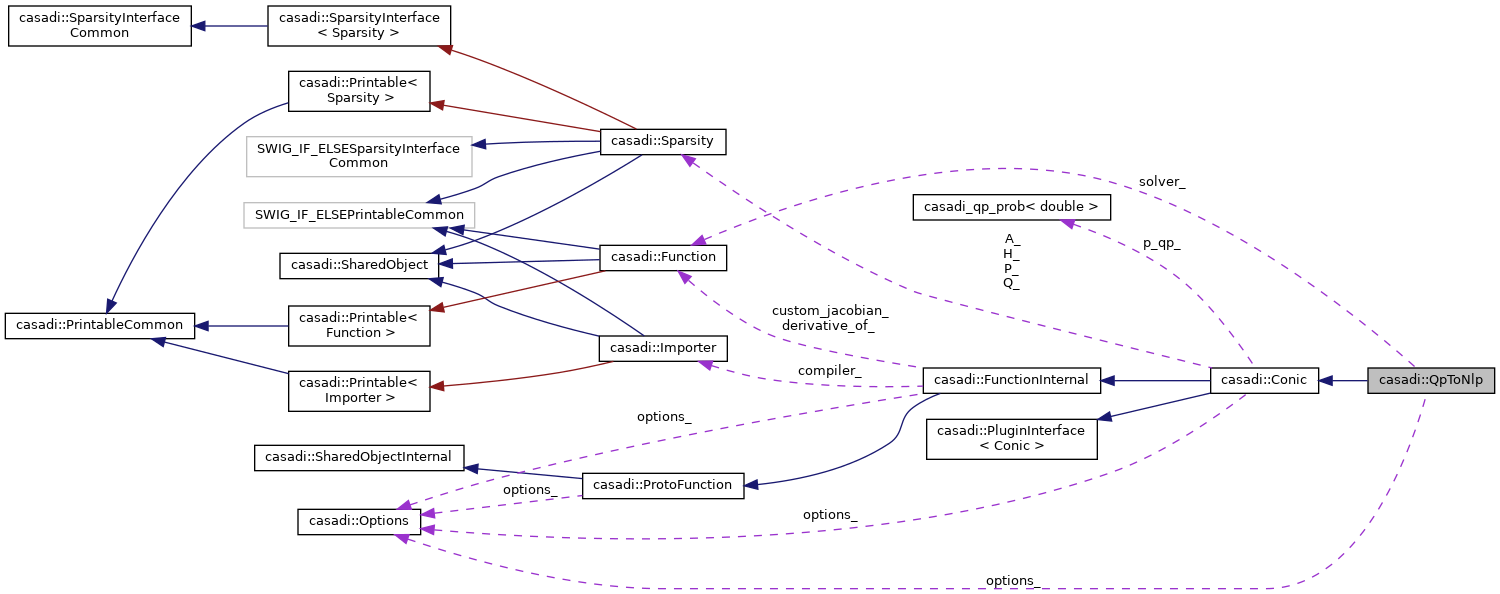 casadi::SparsityInterface
Common
casadi::SparsityInterface
< Sparsity >
casadi::Printable<
Sparsity >
SWIG_IF_ELSESparsityInterface
Common
casadi::Sparsity
solver_
casadi_qp_prob< double >
SWIG_IF_ELSEPrintableCommon
A_
H_
P_
Q_
p_qp_
casadi::Function
casadi::SharedObject
casadi::PrintableCommon
casadi::Printable<
Function >
custom_jacobian_
derivative_of_
casadi::Importer
compiler_
casadi::Printable<
Importer >
casadi::FunctionInternal
casadi::Conic
casadi::QpToNlp
options_
casadi::PluginInterface
< Conic >
casadi::SharedObjectInternal
casadi::ProtoFunction
options_
casadi::Options
options_
options_